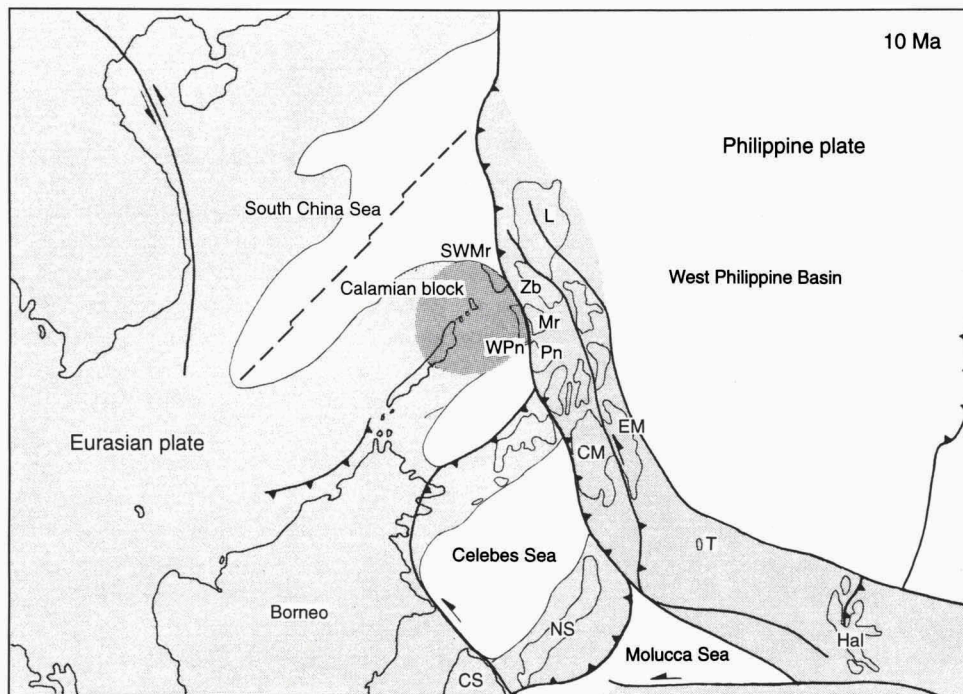 10 Ma
Philippine plate
South China Sea
L
SWMr
West Philippine Basin
Calamian block
Zb
Mr
WPn
Pn
Eurasian plate
EM
CM
T
Celebes Sea
Borneo
NS
Hal
Molucca Sea
CS